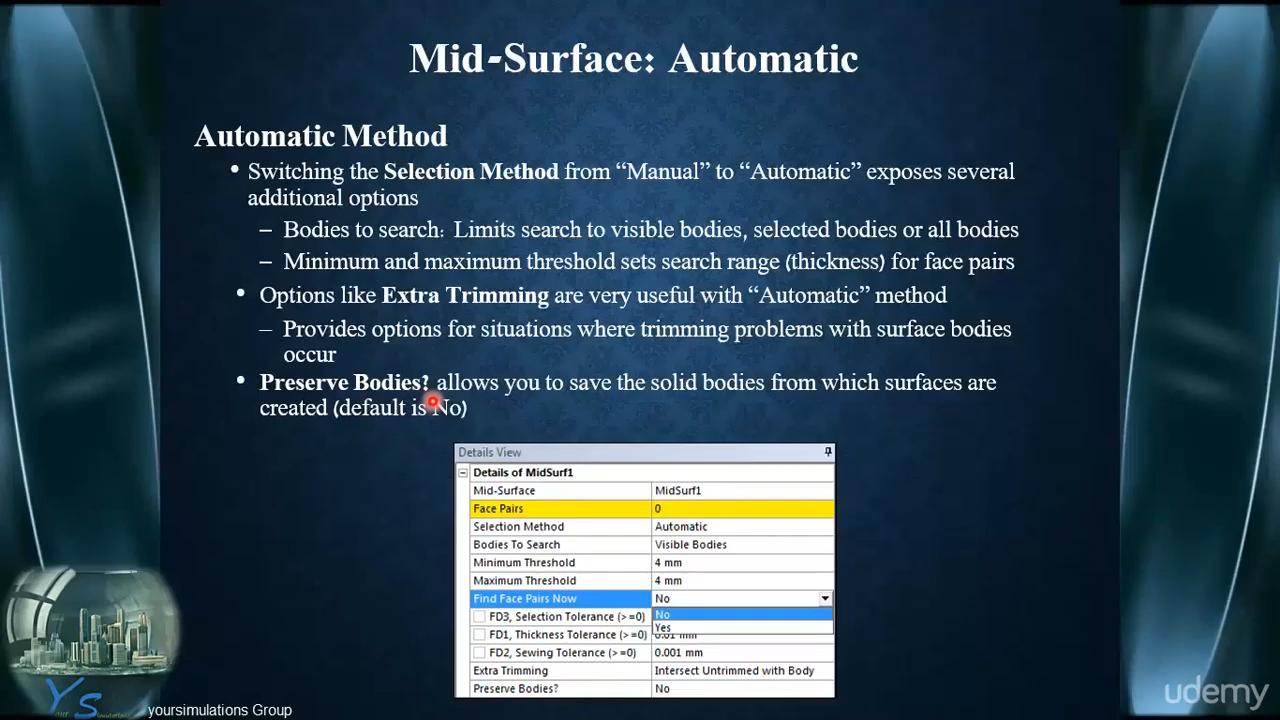 Mid-Surface: Automatic
Automatic Method
• Switching the Selection Method from “Manual” to “Automatic” exposes several
additional options
– Bodies to search: Limits search to visible bodies, selected bodies or all bodies
– Minimum and maximum threshold sets search range (thickness) for face pairs
• Options like Extra Trimming are very useful with “Automatic” method
– Provides options for situations where trimming problems with surface bodies
occur
• Preserve Bodies? allows you to save the solid bodies from which surfaces are
created (default is No)
Details View
Details of MidSurf1
Mid-Surface MidSurf1
Face Pairs 0
Selection Method Automatic
Bodies To Search Visible Bodies
Minimum Threshold 4 mm
Maximum Threshold 4 mm
Find Face Pairs Now No
FD3, Selection Tolerance (>=0) No
Yes
FD1, Thickness Tolerance (>=0) 0.01 mm
FD2, Sewing Tolerance (>=0) 0.001 mm
Extra Trimming Intersect Untrimmed with Body
Preserve Bodies? No
YS
yoursimulations Group
udemy